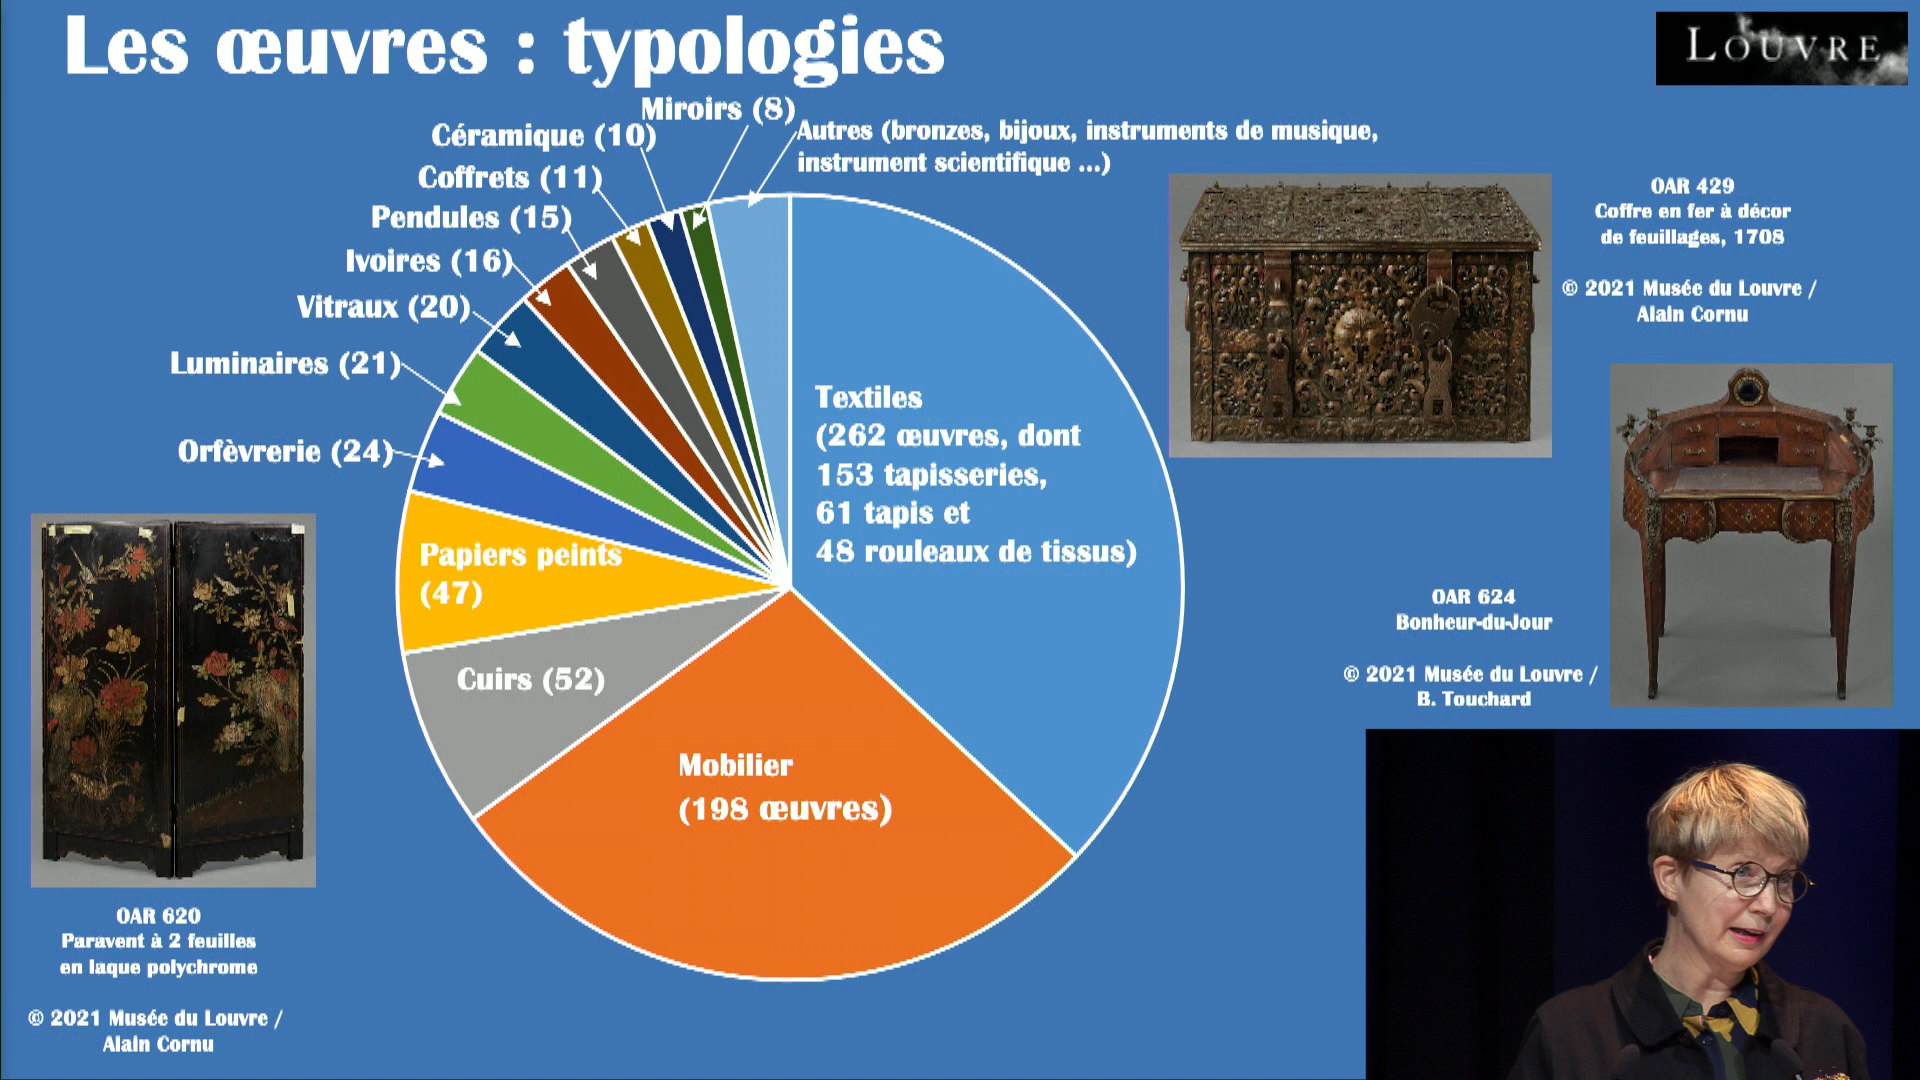 Les œuvres : typologies
LOUVRE
Miroirs (8)
Céramique (10)
Autres (bronzes, bijoux, instruments de musique,
instrument scientifique ...)
Coffrets (11)
Pendules (15)
Ivoires (16)
Vitraux (20)
Luminaires (21)
Orfèvrerie (24)
Papiers peints
(47)
Cuirs (52)
Mobilier
(198 œuvres)
Textiles
(262 œuvres, dont
153 tapisseries,
61 tapis et
48 rouleaux de tissus)
OAR 429
Coffre en fer à décor
de feuillages, 1708
© 2021 Musée du Louvre /
Alain Cornu
OAR 624
Bonheur-du-Jour
© 2021 Musée du Louvre /
B. Touchard
OAR 620
Paravent à 2 feuilles
en laque polychrome
© 2021 Musée du Louvre /
Alain Cornu